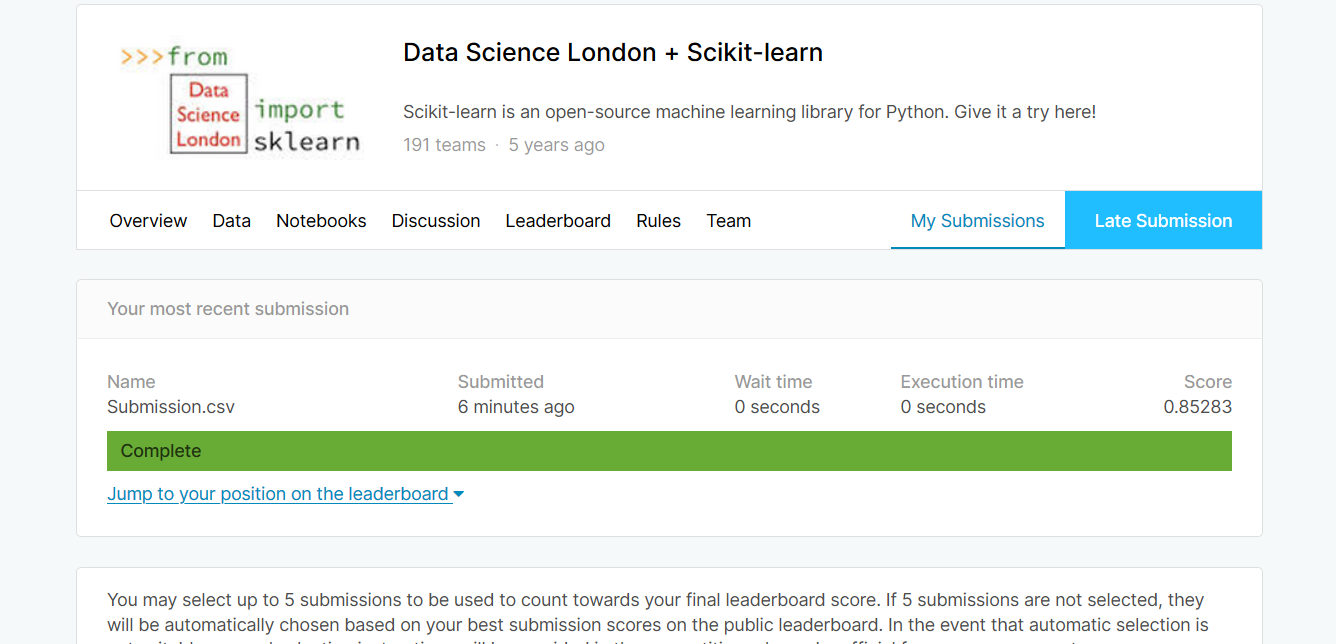 >>>from
Data
Science
London
import
sklearn
Data Science London + Scikit-learn
Scikit-learn is an open-source machine learning library for Python. Give it a try here!
191 teams · 5 years ago
Overview Data Notebooks Discussion Leaderboard Rules Team My Submissions Late Submission
Your most recent submission
Name Submitted Wait time Execution time Score
Submission.csv 6 minutes ago 0 seconds 0 seconds 0.85283
Complete
Jump to your position on the leaderboard
You may select up to 5 submissions to be used to count towards your final leaderboard score. If 5 submissions are not selected, they
will be automatically chosen based on your best submission scores on the public leaderboard. In the event that automatic selection is